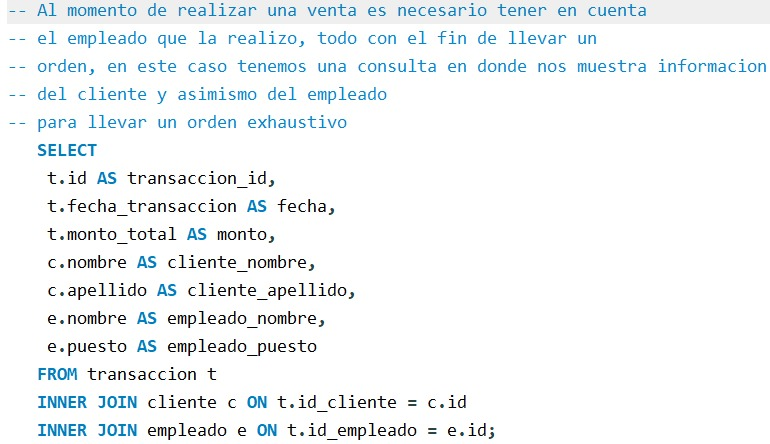 -- Al momento de realizar una venta es necesario tener en cuenta
-- el empleado que la realizo, todo con el fin de llevar un
-- orden, en este caso tenemos una consulta en donde nos muestra informacion
-- del cliente y asimismo del empleado
-- para llevar un orden exhaustivo
SELECT
t.id AS transaccion_id,
t.fecha_transaccion AS fecha,
t.monto_total AS monto,
c.nombre AS cliente_nombre,
c.apellido AS cliente_apellido,
e.nombre AS empleado_nombre,
e.puesto AS empleado_puesto
FROM transaccion t
INNER JOIN cliente c ON t.id_cliente = c.id
INNER JOIN empleado e ON t.id_empleado = e.id;